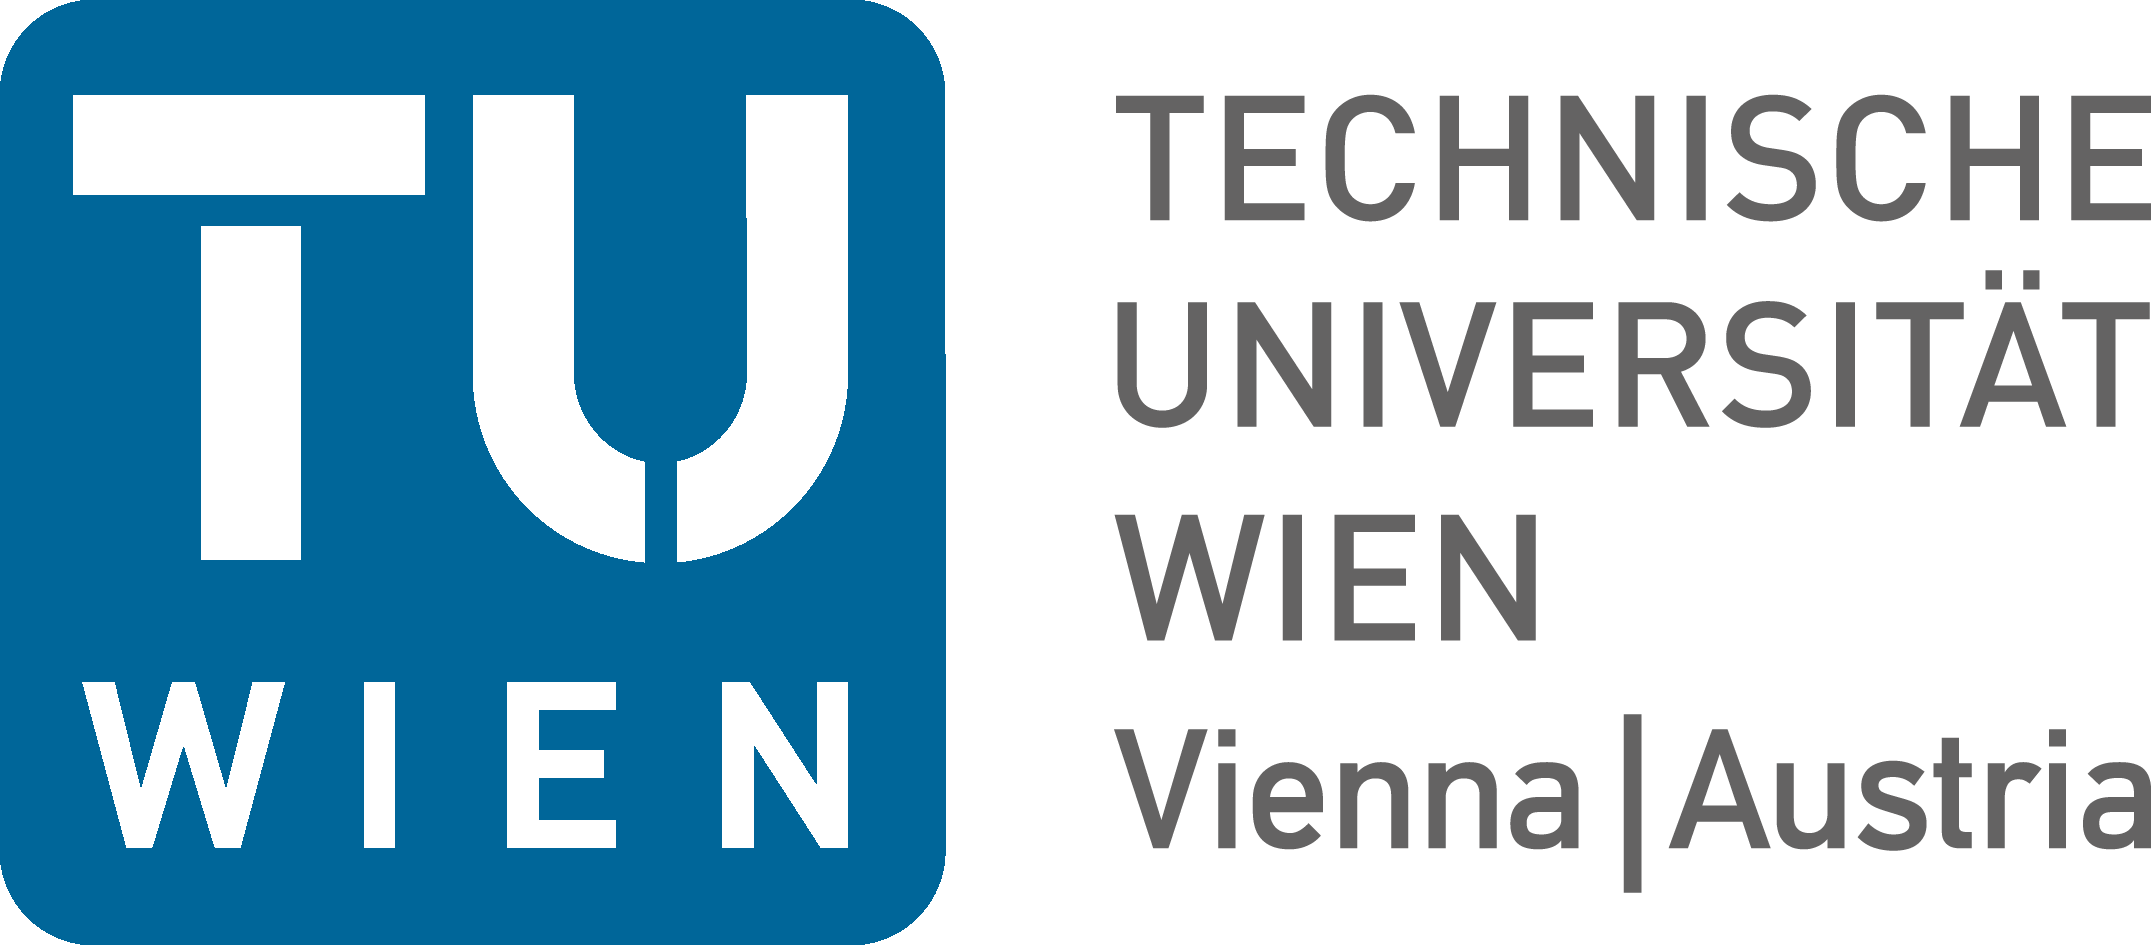 TU
WIEN
TECHNISCHE
UNIVERSITÄT
WIEN
Vienna|Austria